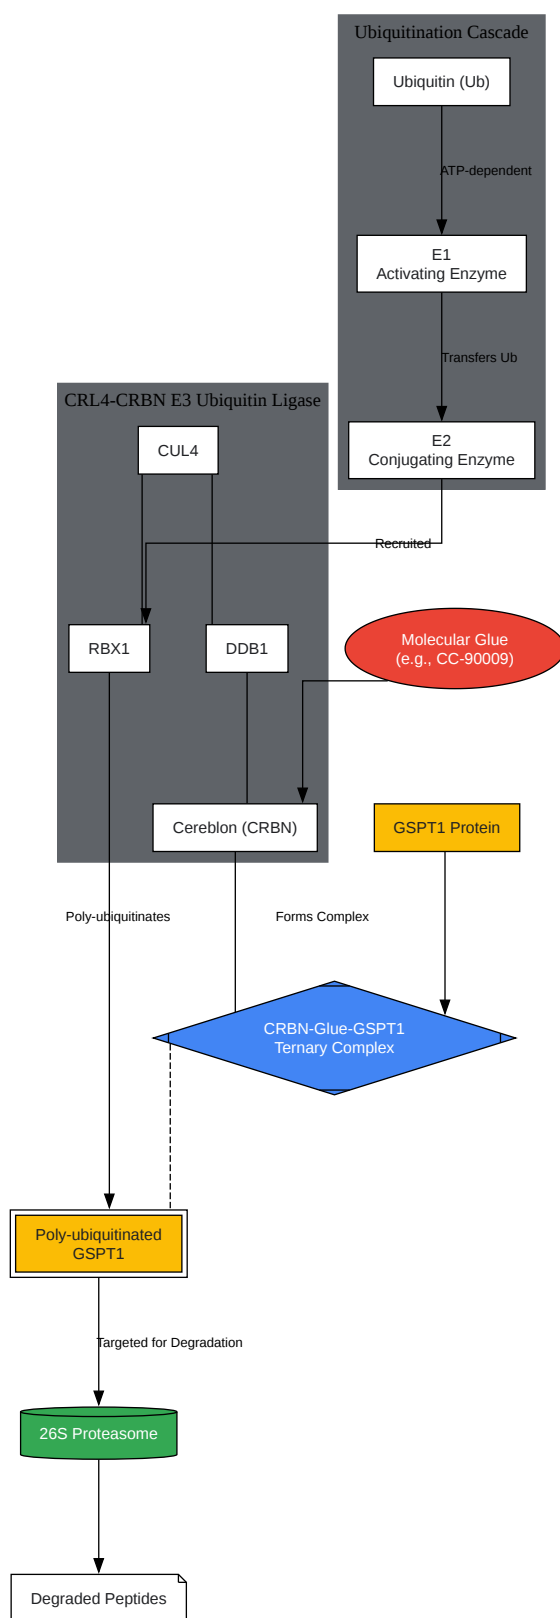 Ubiquitination Cascade
Ubiquitin (Ub)
ATP-dependent
E1
Activating Enzyme
Transfers Ub
E2
Conjugating Enzyme
CRL4-CRBN E3 Ubiquitin Ligase
CUL4
Recruited
RBX1
DDB1
Molecular Glue
(e.g., CC-90009)
Cereblon (CRBN)
GSPT1 Protein
Poly-ubiquitinates
Forms Complex
CRBN-Glue-GSPT1
Ternary Complex
Poly-ubiquitinated
GSPT1
Targeted for Degradation
26S Proteasome
Degraded Peptides